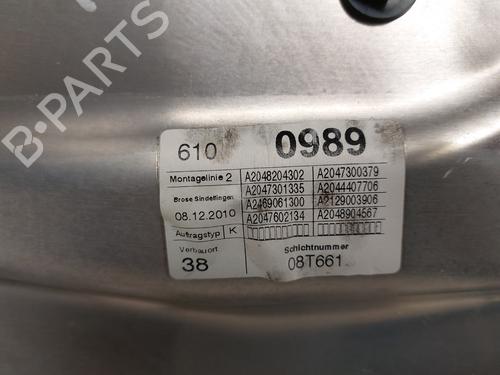 B-PARTS
610 0989
Montagelinie 2 A2048204302 A2047300379
Brose Sindelfingen A2047301335 A2044407706
08.12.2010 A2469061300 A2129003906
A2047602134 A2048904567
Auftragstyp K
Verbauort Schichtnummer
38 08T661